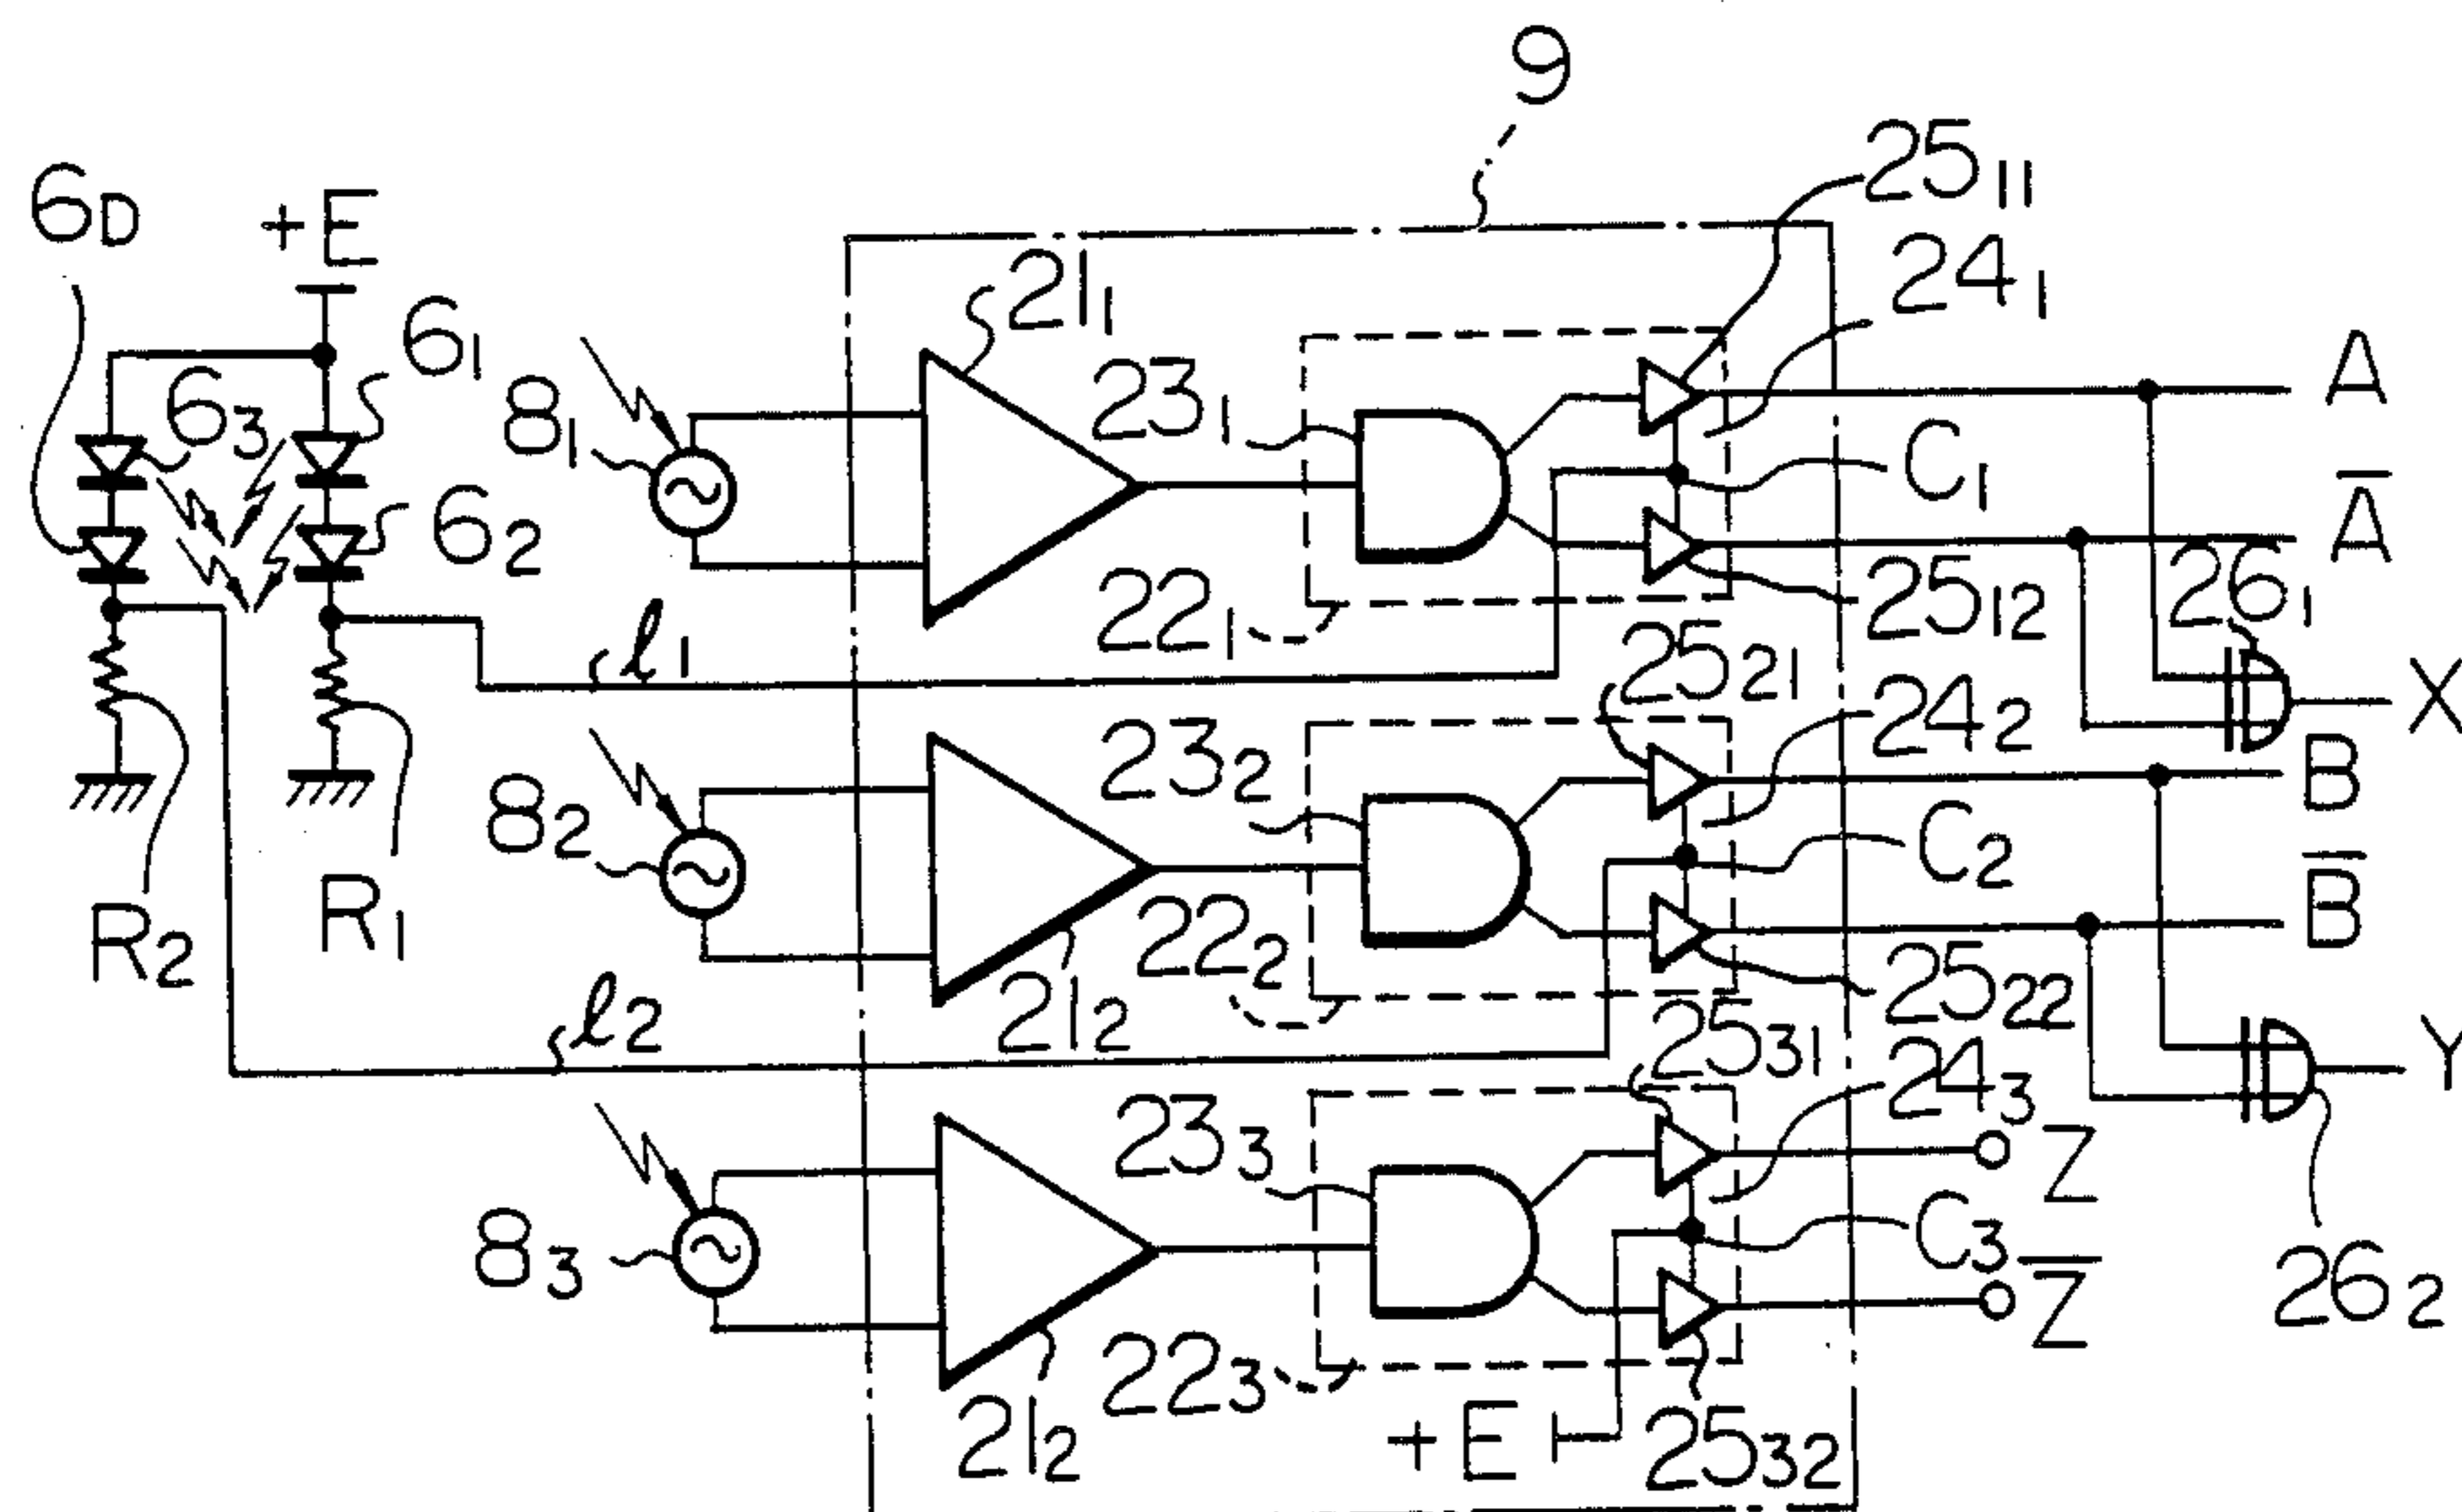 9
25₁₁
6D
+E
24₁
21₁
6₁
A
6₃
8₁
23₁
C₁
A̅
6₂
22₁
25₁₂
26₁
ℓ₁
25₂₁
X
24₂
23₂
B
8₂
C₂
B̅
R₂
R₁
22₂
25₂₂
ℓ₂
21₂
25₃₁
24₃
Y
23₃
Z
8₃
C₃
Z̅
26₂
22₃
21₂
+E
25₃₂